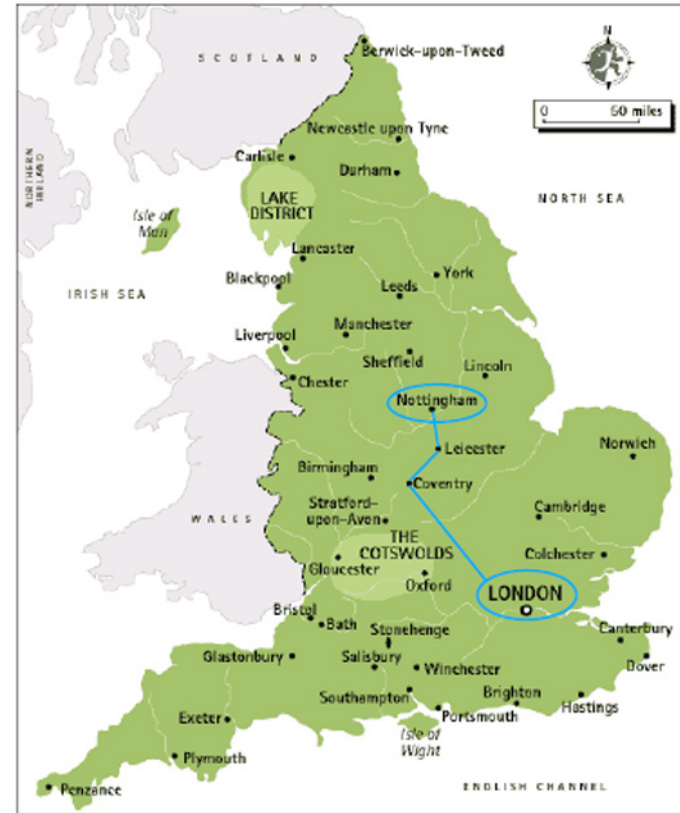 N
SCOTLAND
Berwick-upon-Tweed
0 50 miles
Newcastle upon Tyne
Carlisle
Durham
NORTHERN
IRELAND
LAKE
DISTRICT
NORTH SEA
Isle of
Man
Lancaster
York
Blackpool
Leeds
IRISH SEA
Manchester
Liverpool
Sheffield
Lincoln
Chester
Nottingham
Leicester
Norwich
Birmingham
Coventry
Stratford-
upon-Avon
Cambridge
WALES
THE
COTSWOLDS
Colchester
Gloucester
Oxford
LONDON
Bristol
Bath
Stonehenge
Canterbury
Glastonbury
Salisbury
Winchester
Dover
Southampton
Brighton
Hastings
Exeter
Portsmouth
Isle of
Wight
Plymouth
Penzance
ENGLISH CHANNEL